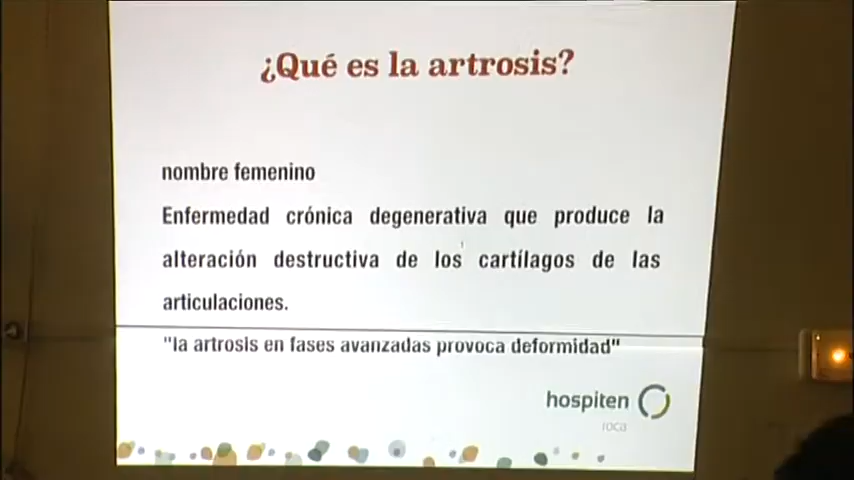 ¿Qué es la artrosis?
nombre femenino
Enfermedad crónica degenerativa que produce la
alteración destructiva de los cartílagos de las
articulaciones.
"la artrosis en fases avanzadas provoca deformidad"
hospiten
roca